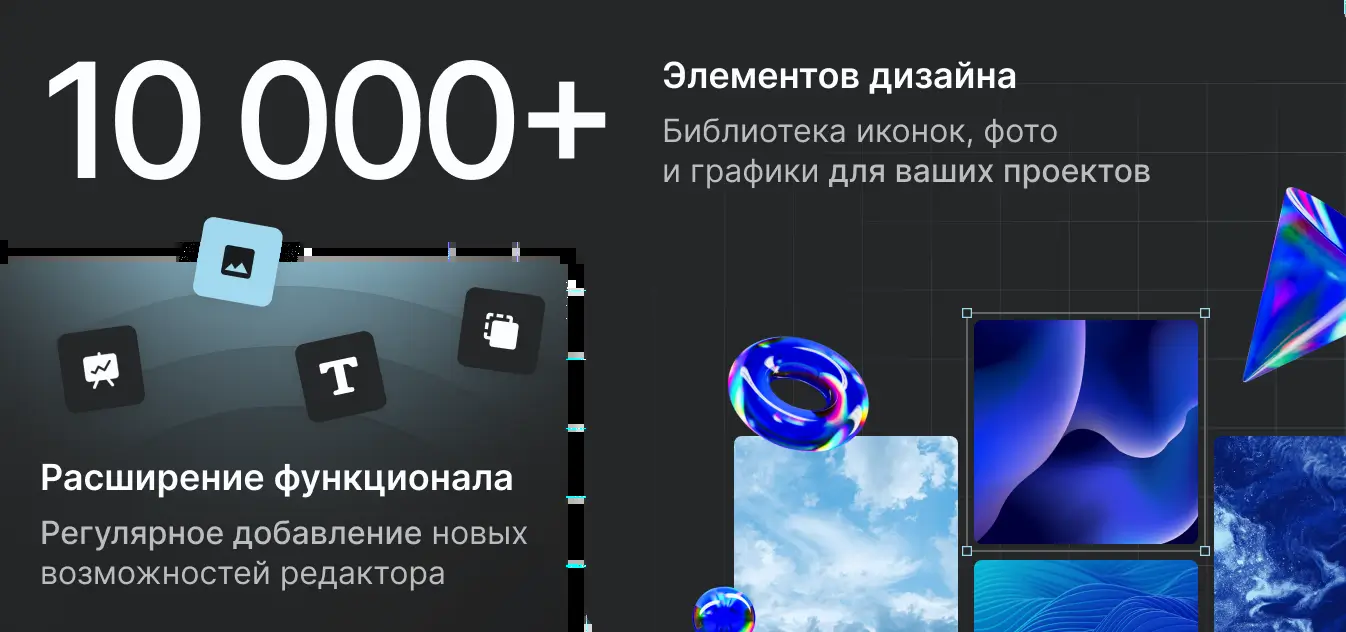 10 000+
Элементов дизайна
Библиотека иконок, фото
и графики для ваших проектов
T
Расширение функционала
Регулярное добавление новых
возможностей редактора